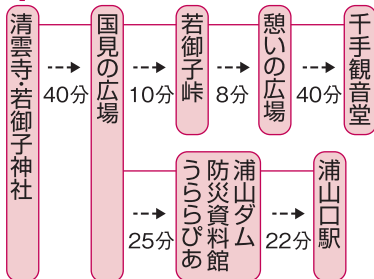 清雲寺・若御子神社
40分
国見の広場
10分
若御子峠
8分
憩いの広場
40分
千手観音堂
25分
浦山ダム
防災資料館
うららぴあ
22分
浦山口駅